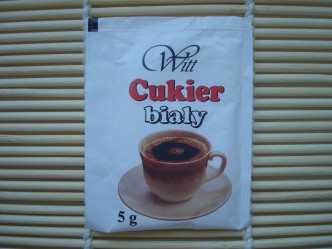 Witt
Cukier
biały
5 g